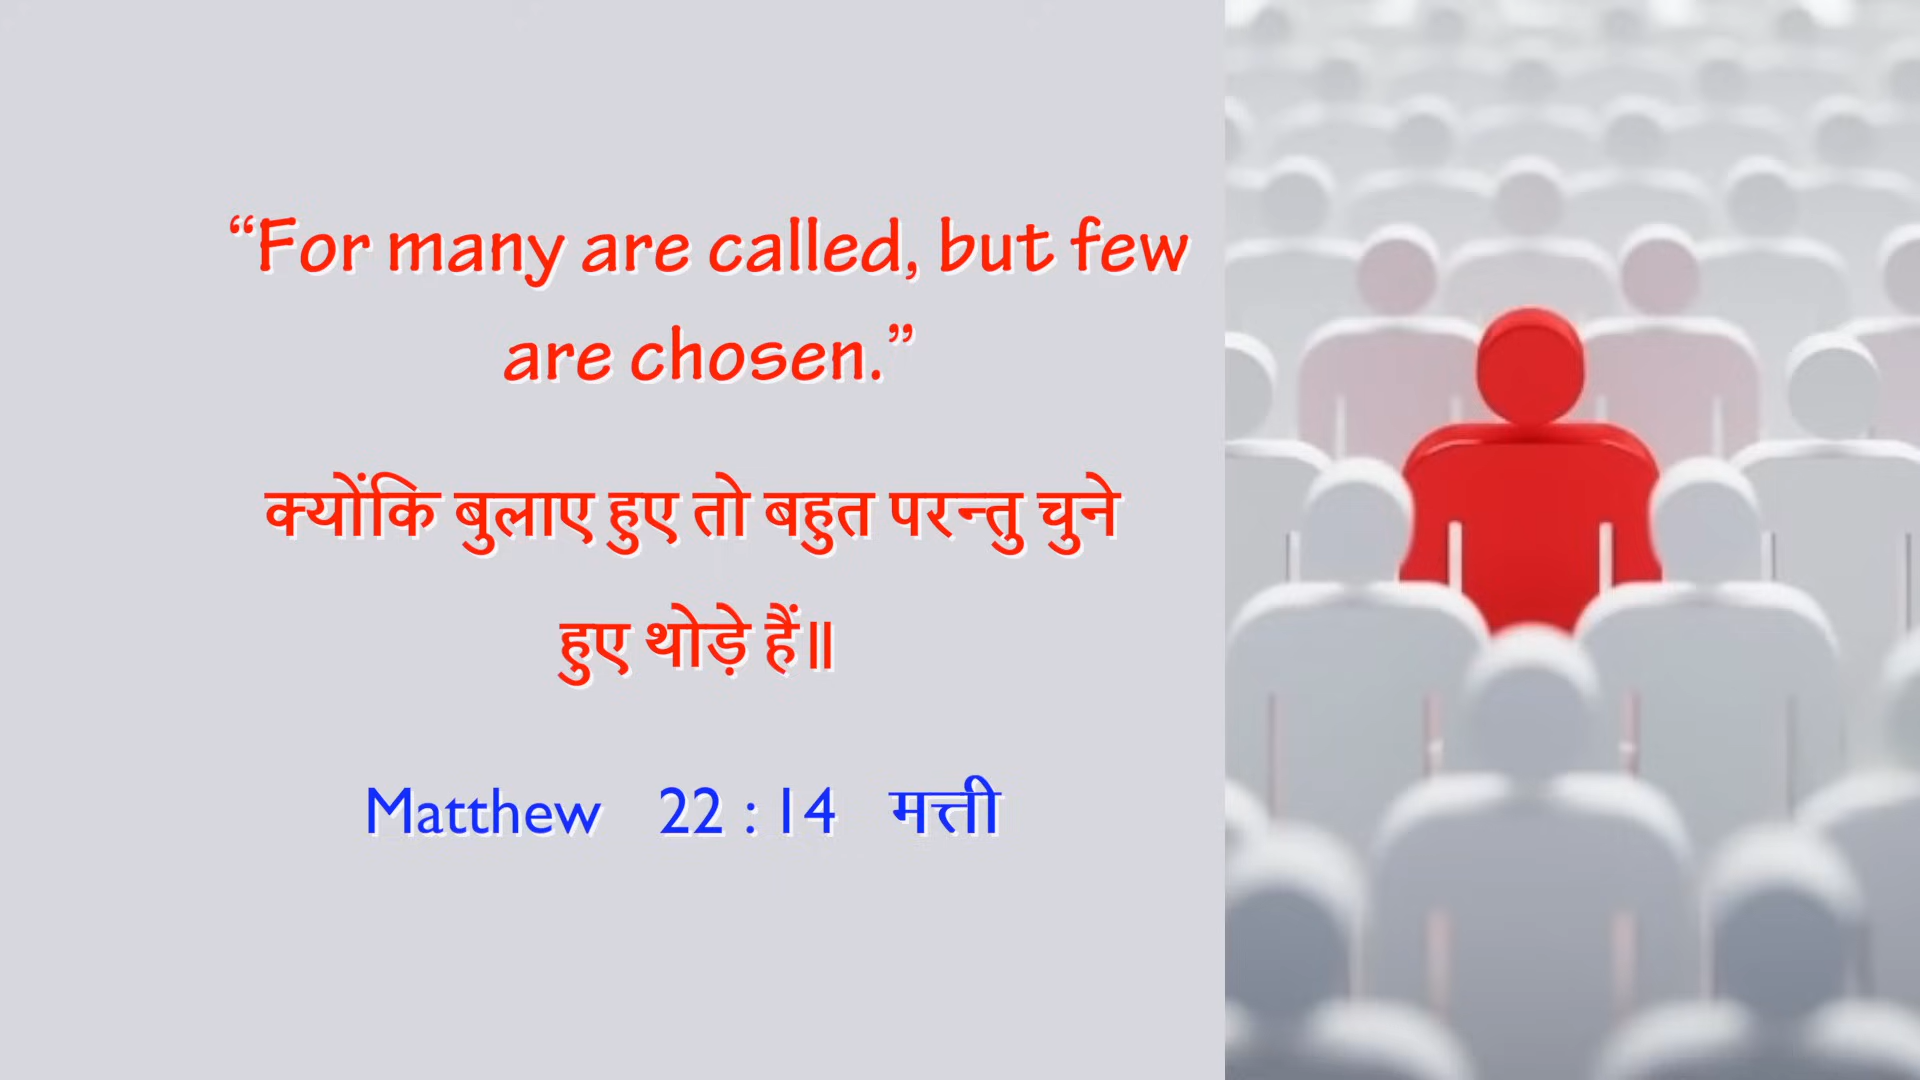 “For many are called, but few
are chosen.”
क्योंकि बुलाए हुए तो बहुत परन्तु चुने
हुए थोड़े हैं॥
Matthew 22 : 14 मत्ती